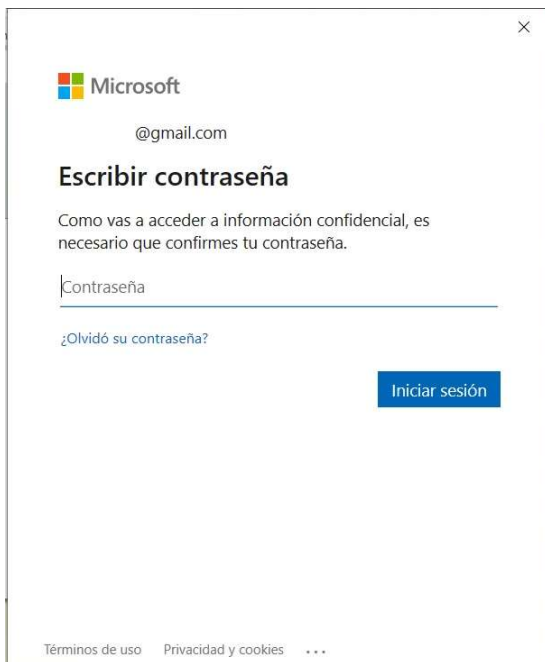 Microsoft
@gmail.com
Escribir contraseña
Como vas a acceder a información confidencial, es
necesario que confirmes tu contraseña.
Contraseña
¿Olvidó su contraseña?
Iniciar sesión
Términos de uso Privacidad y cookies ...